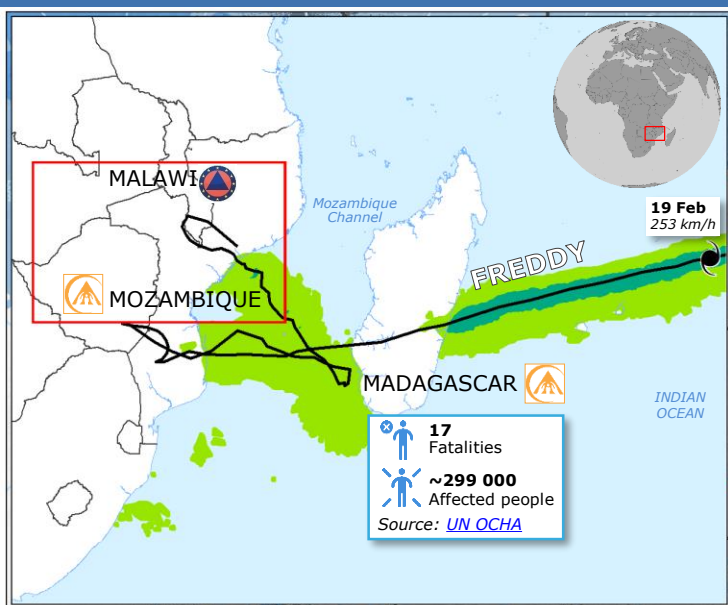 MALAWI
Mozambique
Channel
19 Feb
253 km/h
FREDDY
MOZAMBIQUE
MADAGASCAR
INDIAN
OCEAN
17
Fatalities
~299 000
Affected people
Source: UN OCHA